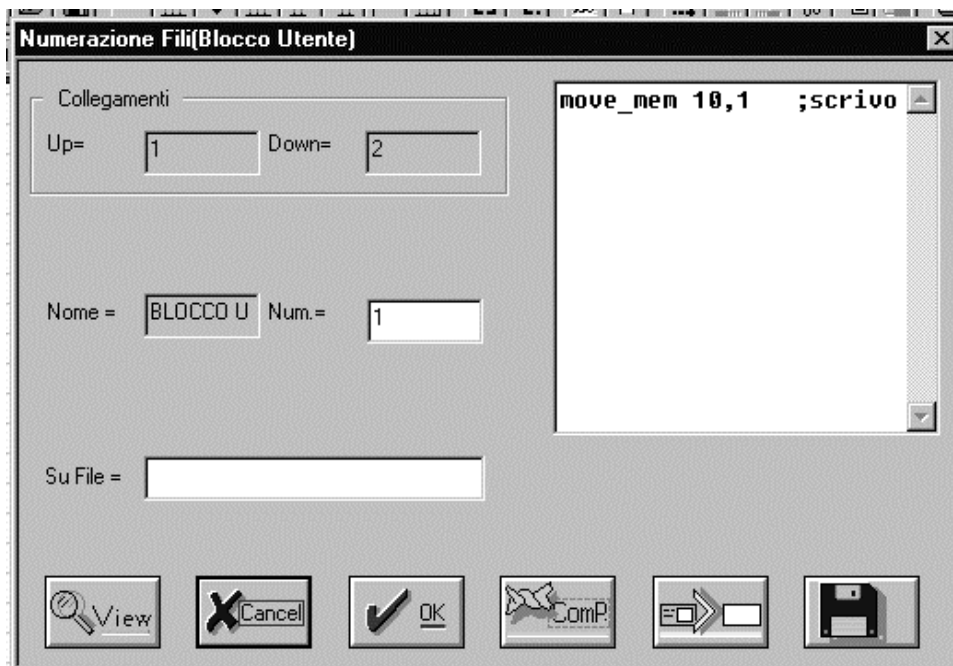 Numerazione Fili(Blocco Utente)
Collegamenti
Up= 1 Down= 2
move_mem 10,1 ;scrivo
Nome = BLOCCO U Num.= 1
Su File =
View
Cancel
OK
ComP.